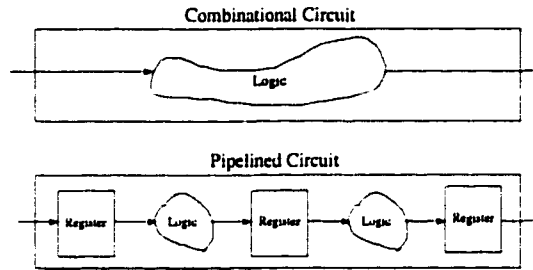 Combinational Circuit
Logic
Pipelined Circuit
Register Logic Register Logic Register